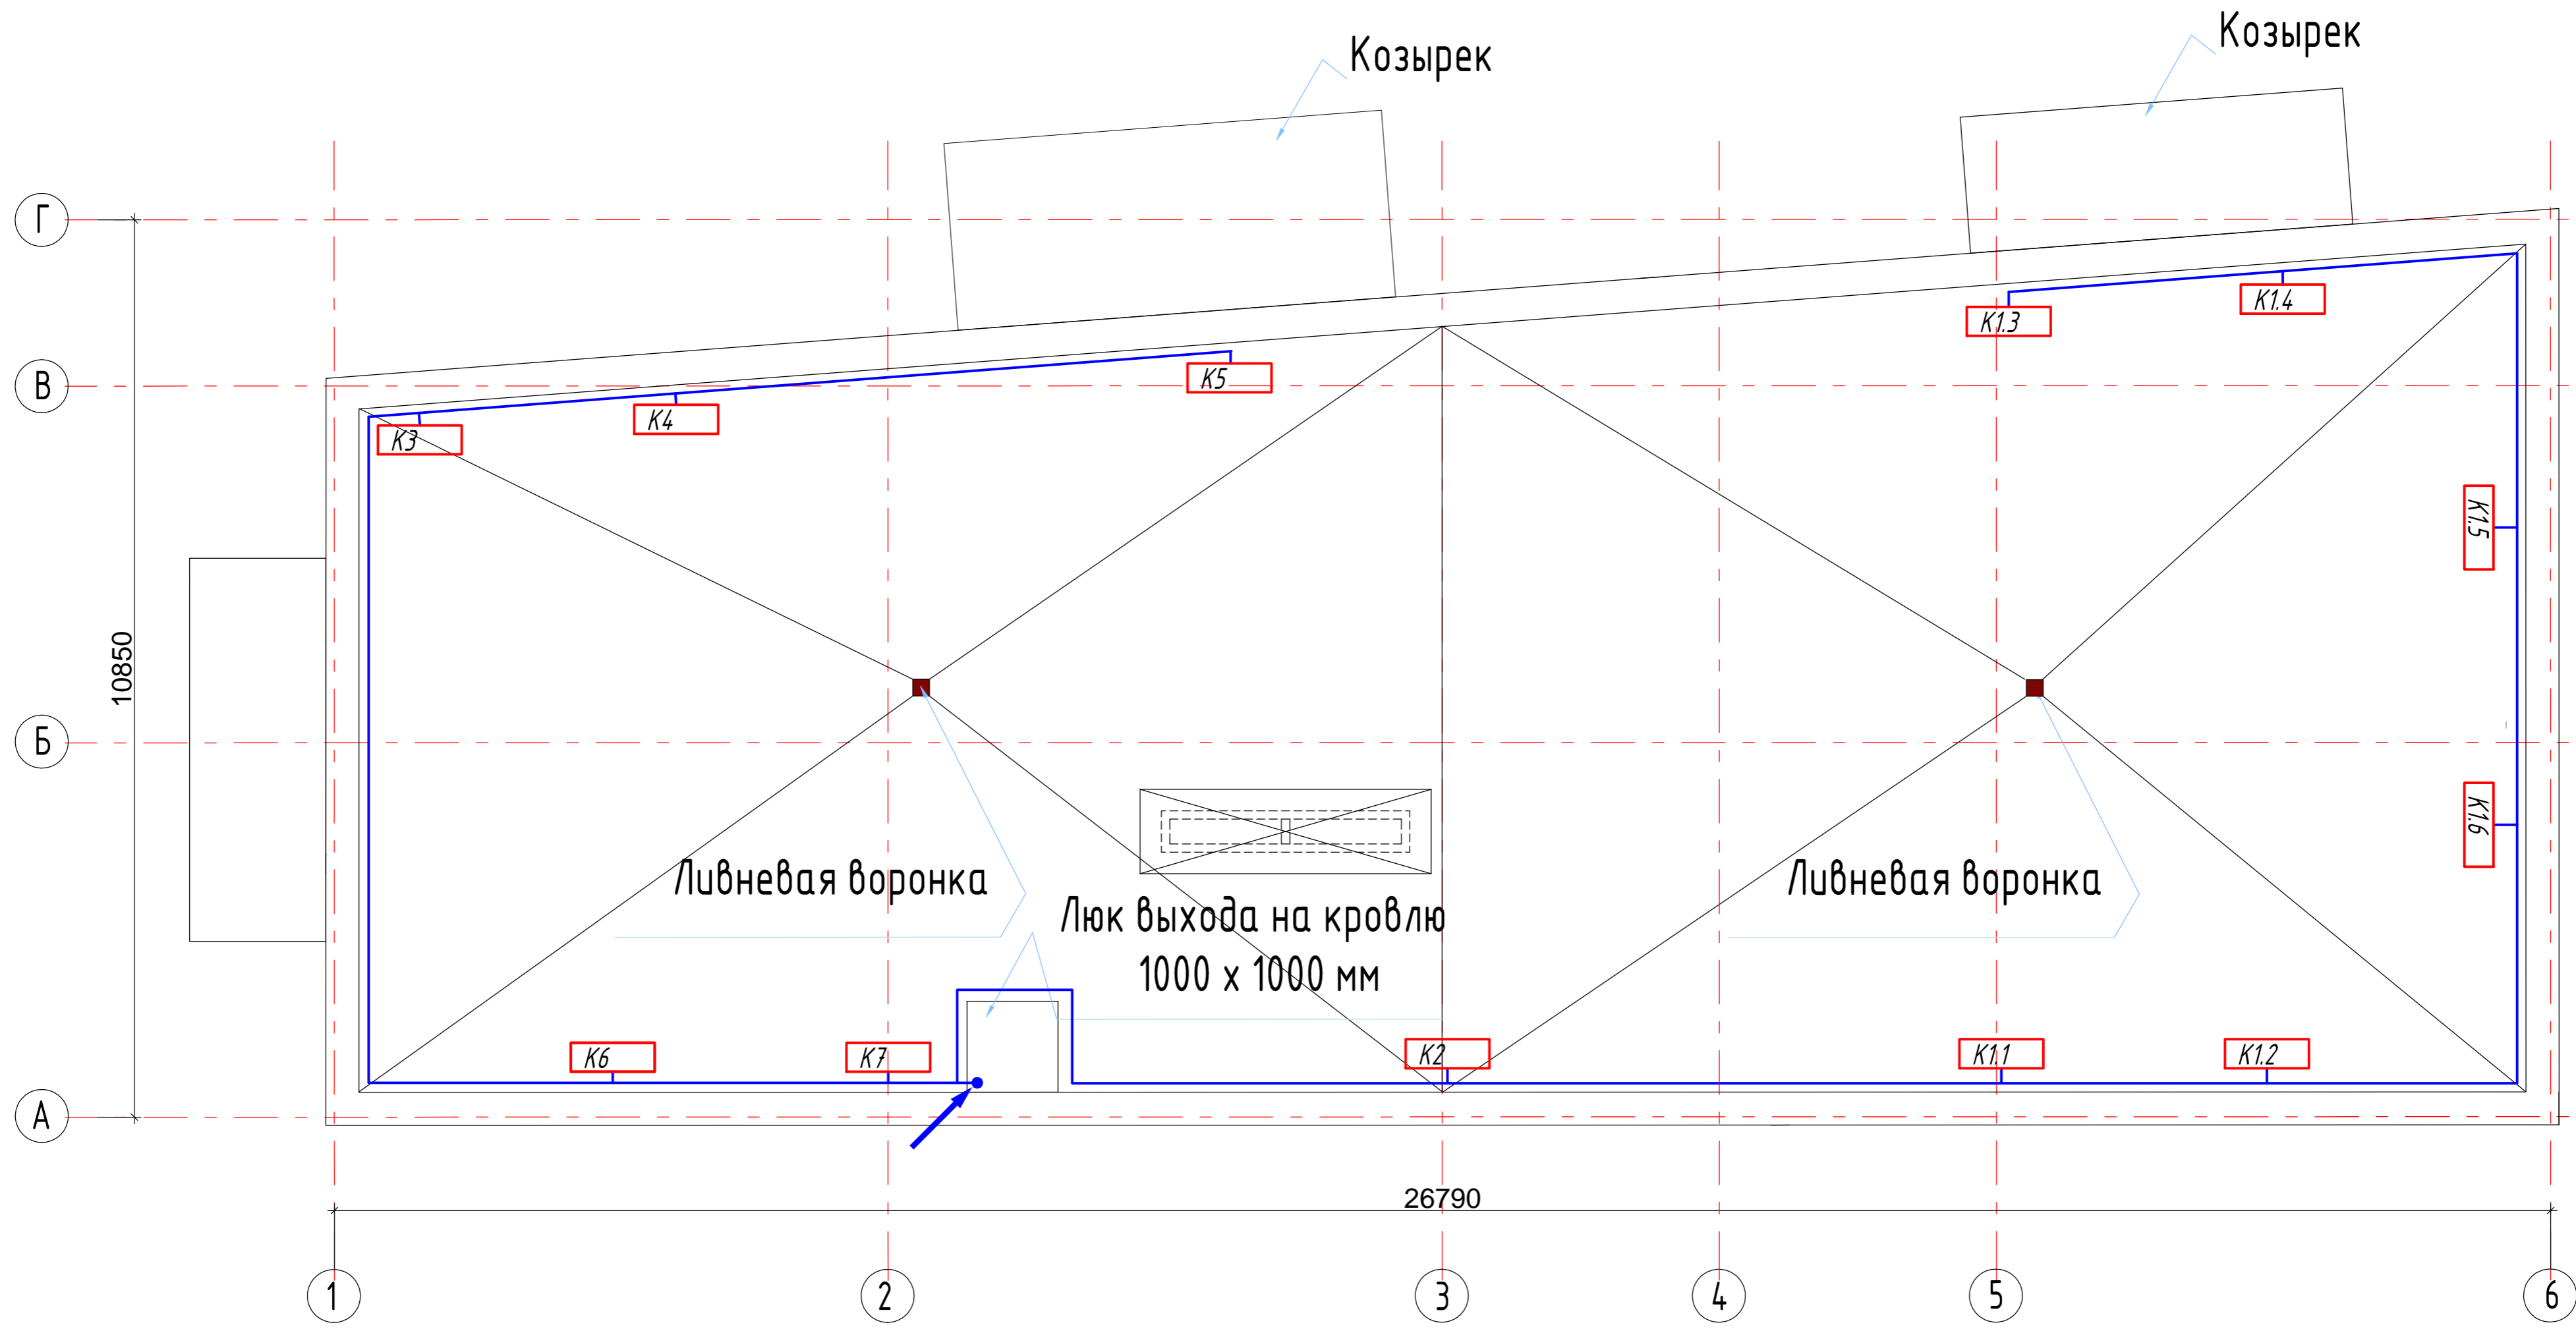 Козырек
Козырек
Г
К1.4
К1.3
В
К5
К4
К3
К1.5
10850
Б
К1.6
Ливневая воронка
Ливневая воронка
Люк выхода на кровлю
1000 х 1000 мм
К6
К7
К2
К1.1
К1.2
А
26790
1
2
3
4
5
6